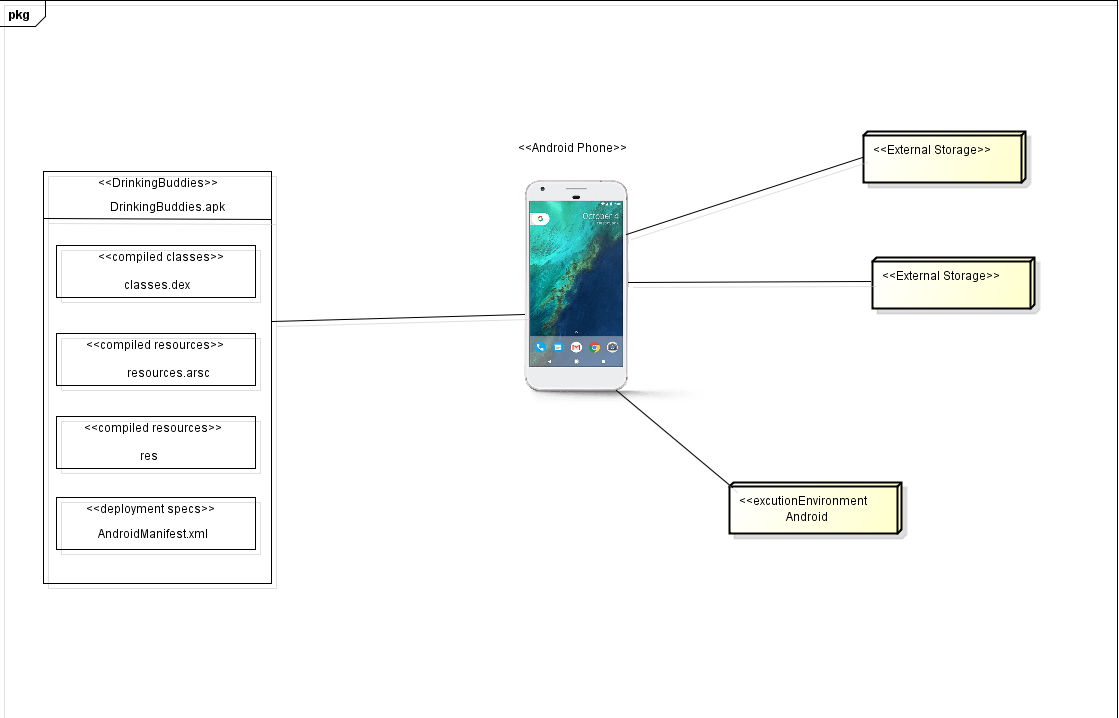 pkg
<<DrinkingBuddies>>
DrinkingBuddies.apk
<<compiled classes>>
classes.dex
<<compiled resources>>
resources.arsc
<<compiled resources>>
res
<<deployment specs>>
AndroidManifest.xml
<<Android Phone>>
October 4
<<External Storage>>
<<External Storage>>
<<excutionEnvironment
Android